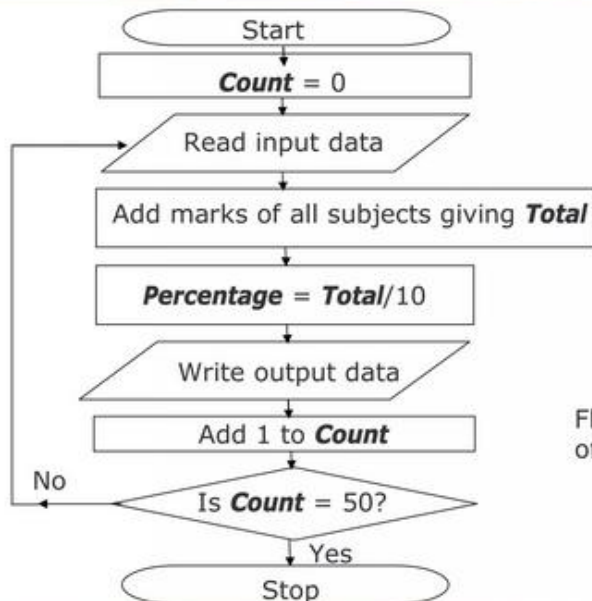 Start
Count = 0
Read input data
Add marks of all subjects giving Total
Percentage = Total/10
Write output data
Add 1 to Count
No
Is Count = 50?
Yes
Stop